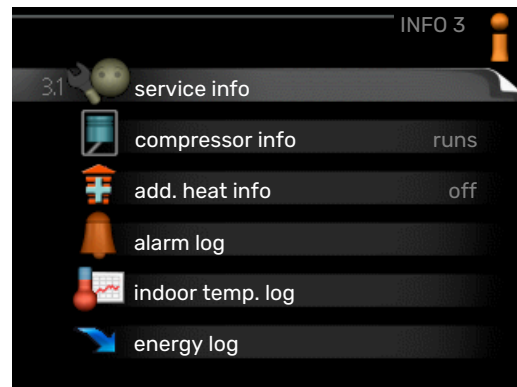 INFO 3
3.1 service info
compressor info runs
add. heat info off
alarm log
indoor temp. log
energy log